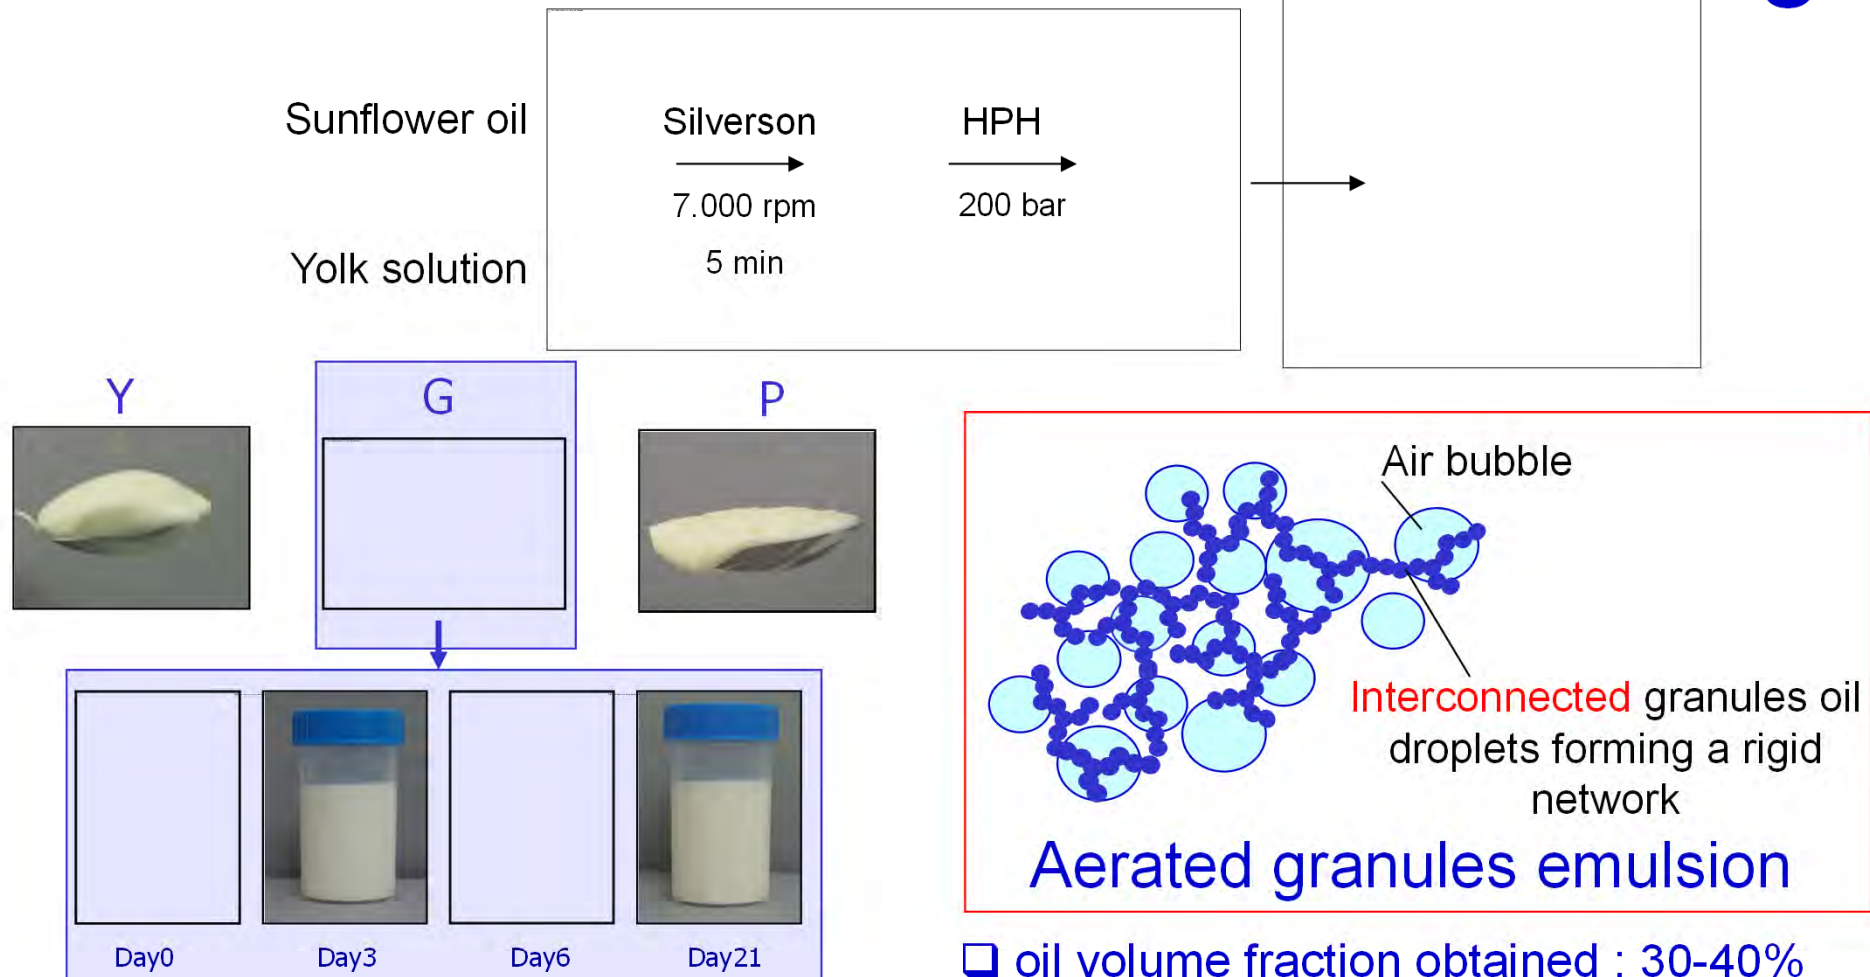 Sunflower oil
Silverson
HPH
7.000 rpm
200 bar
5 min
Yolk solution
Y
G
P
Air bubble
Interconnected granules oil
droplets forming a rigid
network
Aerated granules emulsion
Day0
Day3
Day6
Day21
❑ oil volume fraction obtained : 30-40%